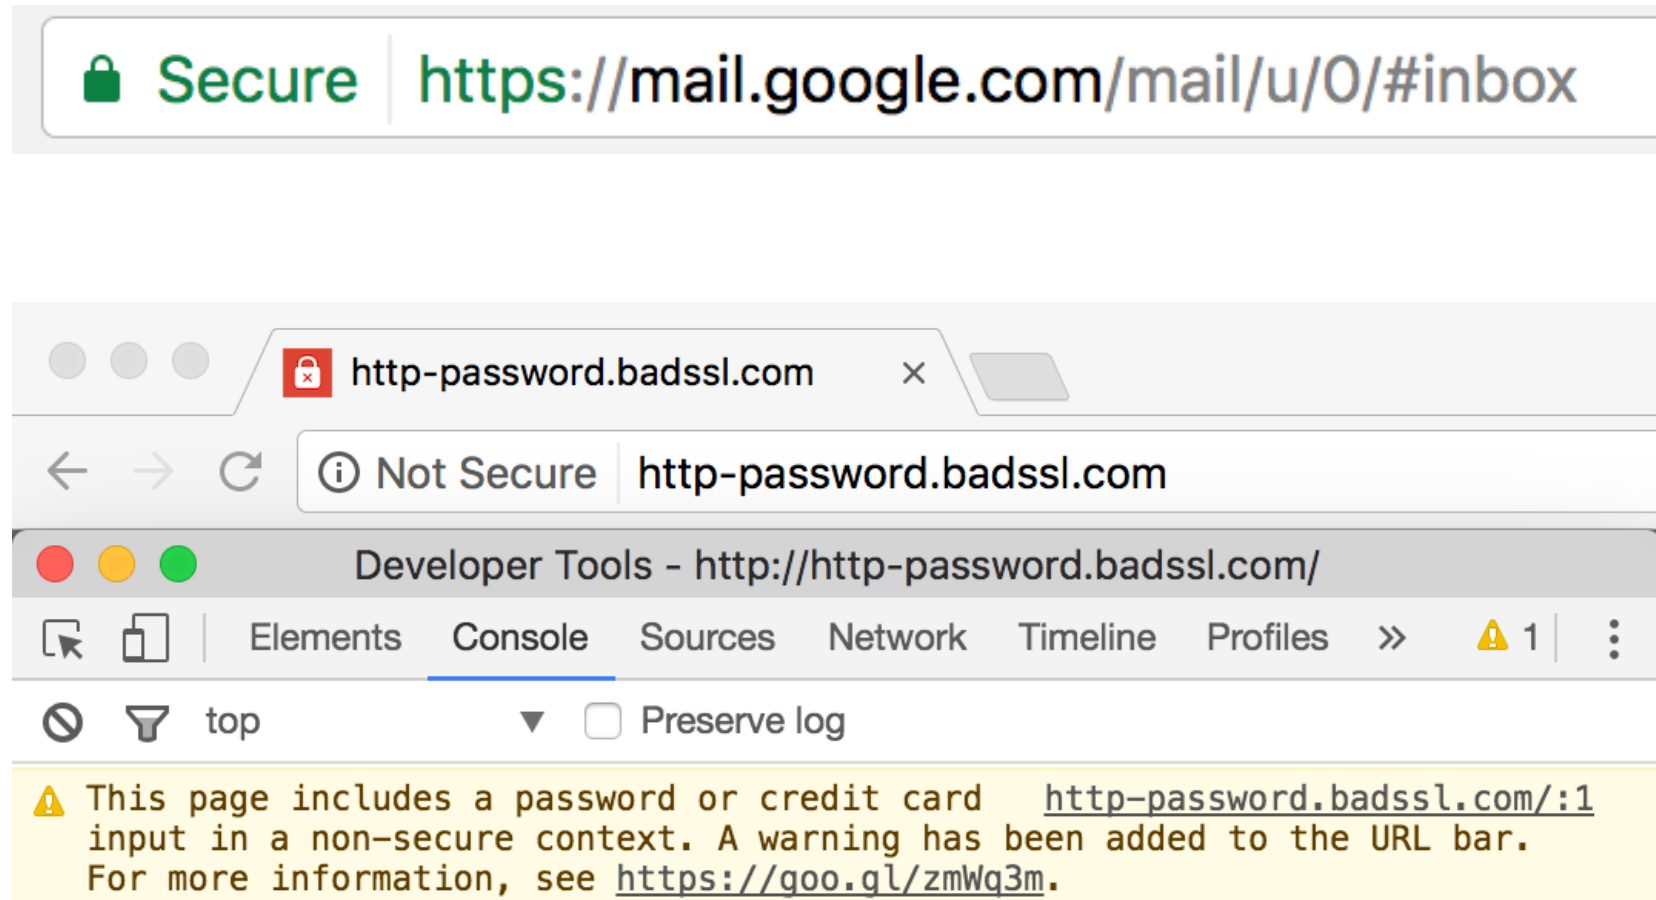 Secure https://mail.google.com/mail/u/0/#inbox
http-password.badssl.com
Not Secure http-password.badssl.com
Developer Tools - http://http-password.badssl.com/
Elements Console Sources Network Timeline Profiles » 1
top Preserve log
This page includes a password or credit card http-password.badssl.com/:1
input in a non-secure context. A warning has been added to the URL bar.
For more information, see https://goo.gl/zmWq3m.